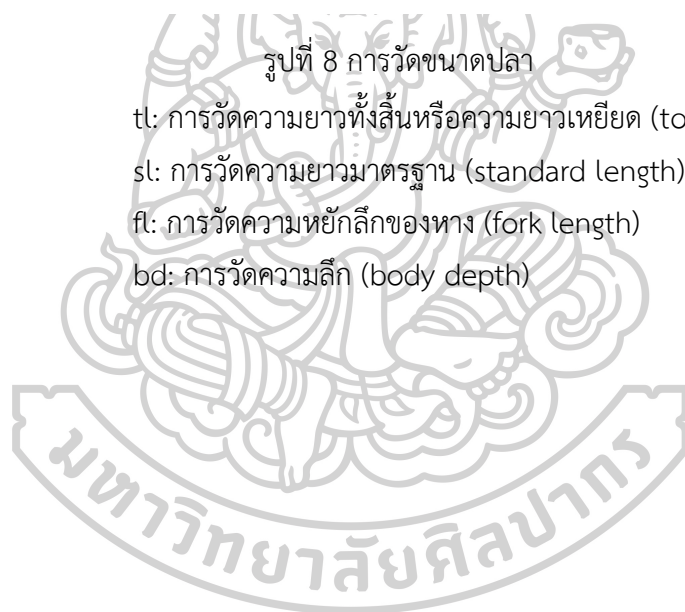 รูปที่ 8 การวัดขนาดปลา
tl: การวัดความยาวทั้งสิ้นหรือความยาวเหยียด (to
sl: การวัดความยาวมาตรฐาน (standard length)
fl: การวัดความหยักลึกของหาง (fork length)
bd: การวัดความลึก (body depth)
มหาวิทยาลัยศิลปากร